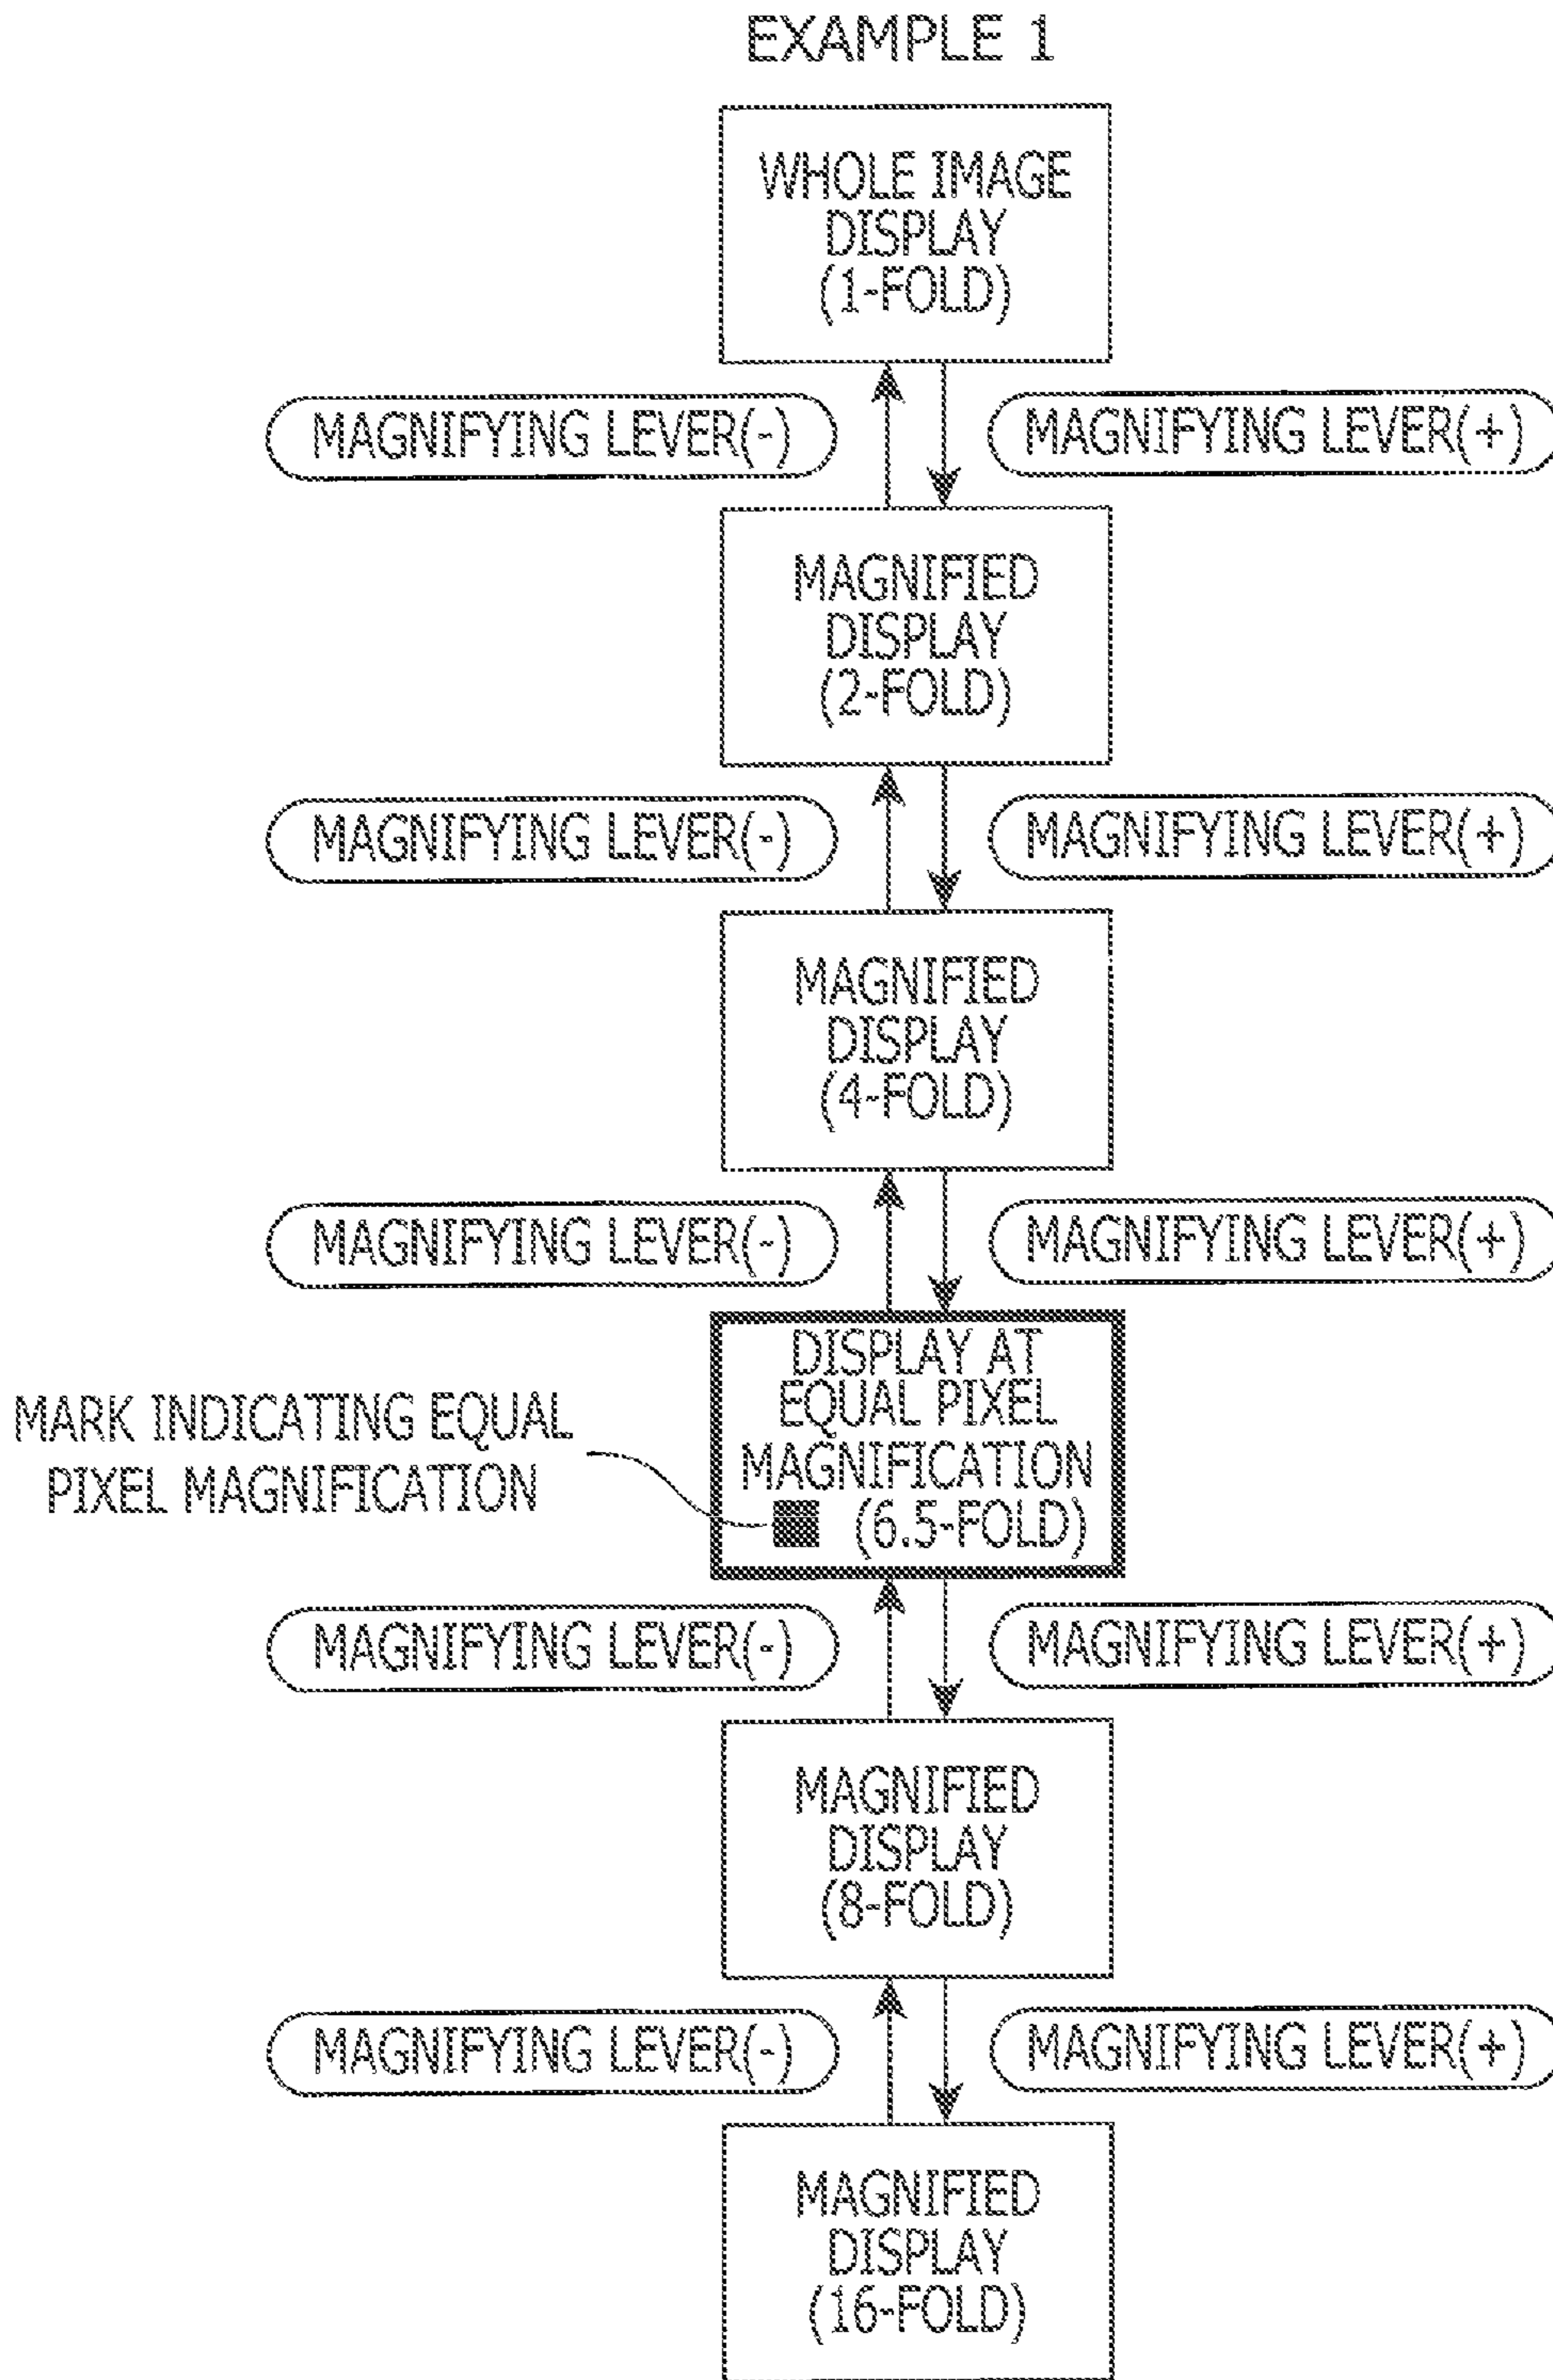 EXAMPLE 1
WHOLE IMAGE
DISPLAY
(1-FOLD)
MAGNIFYING LEVER(-)
MAGNIFYING LEVER(+)
MAGNIFIED
DISPLAY
(2-FOLD)
MAGNIFYING LEVER(-)
MAGNIFYING LEVER(+)
MAGNIFIED
DISPLAY
(4-FOLD)
MAGNIFYING LEVER(-)
MAGNIFYING LEVER(+)
MARK INDICATING EQUAL
PIXEL MAGNIFICATION
DISPLAY AT
EQUAL PIXEL
MAGNIFICATION
(6.5-FOLD)
MAGNIFYING LEVER(-)
MAGNIFYING LEVER(+)
MAGNIFIED
DISPLAY
(8-FOLD)
MAGNIFYING LEVER(-)
MAGNIFYING LEVER(+)
MAGNIFIED
DISPLAY
(16-FOLD)